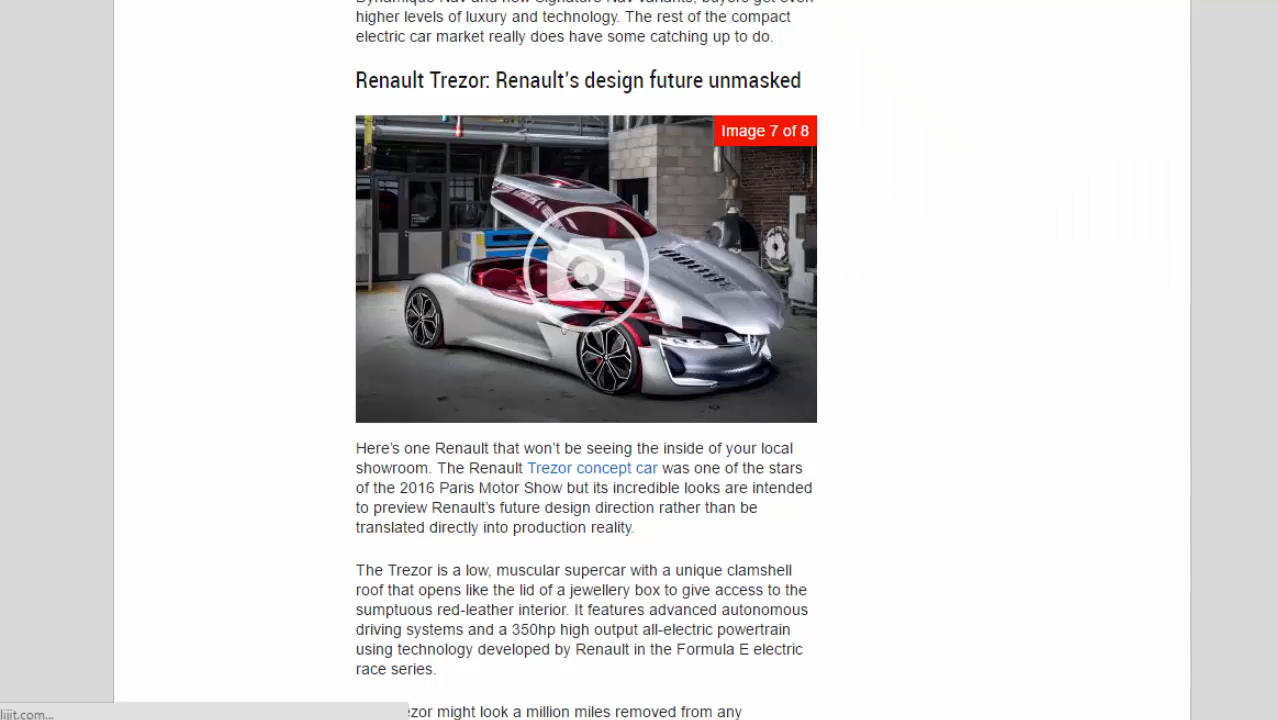 higher levels of luxury and technology. The rest of the compact
electric car market really does have some catching up to do.
Renault Trezor: Renault's design future unmasked
Image 7 of 8
Here’s one Renault that won’t be seeing the inside of your local
showroom. The Renault Trezor concept car was one of the stars
of the 2016 Paris Motor Show but its incredible looks are intended
to preview Renault’s future design direction rather than be
translated directly into production reality.
The Trezor is a low, muscular supercar with a unique clamshell
roof that opens like the lid of a jewellery box to give access to the
sumptuous red-leather interior. It features advanced autonomous
driving systems and a 350hp high output all-electric powertrain
using technology developed by Renault in the Formula E electric
race series.
ezor might look a million miles removed from any
liiit.com...